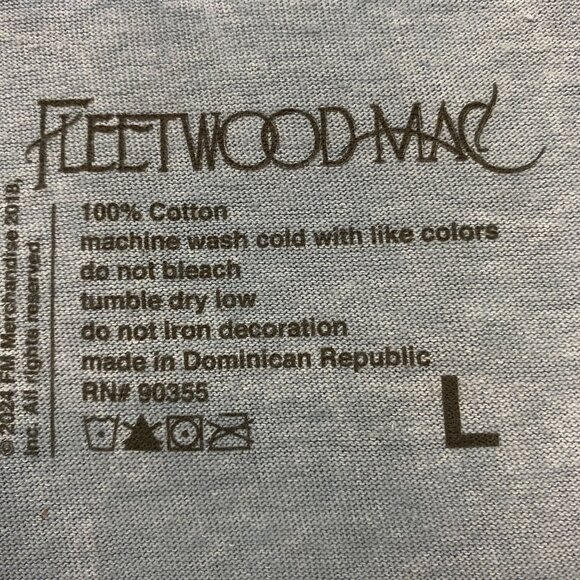 FLEETWOOD MAC
100% Cotton
machine wash cold with like colors
do not bleach
tumble dry low
do not iron decoration
made in Dominican Republic
RN# 90355
L
© 2024 FM Merchandise 2018,
Inc. All rights reserved.